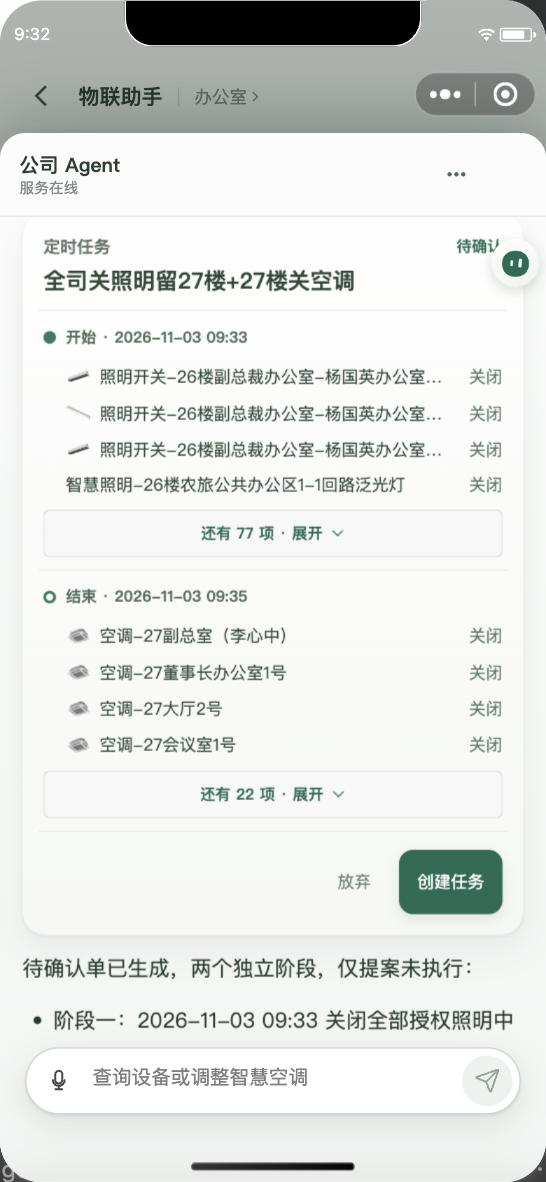 9:32
物联助手 办公室
公司 Agent
服务在线
定时任务
全司关照明留27楼+27楼关空调
开始 · 2026-11-03 09:33
照明开关-26楼副总裁办公室-杨国英办公室... 关闭
照明开关-26楼副总裁办公室-杨国英办公室... 关闭
照明开关-26楼副总裁办公室-杨国英办公室... 关闭
智慧照明-26楼农旅公共办公区1-1回路泛光灯 关闭
还有 77 项 · 展开
结束 · 2026-11-03 09:35
空调-27副总室（李心中） 关闭
空调-27董事长办公室1号 关闭
空调-27大厅2号 关闭
空调-27会议室1号 关闭
还有 22 项 · 展开
放弃 创建任务
待确认单已生成，两个独立阶段，仅提案未执行：
• 阶段一：2026-11-03 09:33 关闭全部授权照明中
查询设备或调整智慧空调